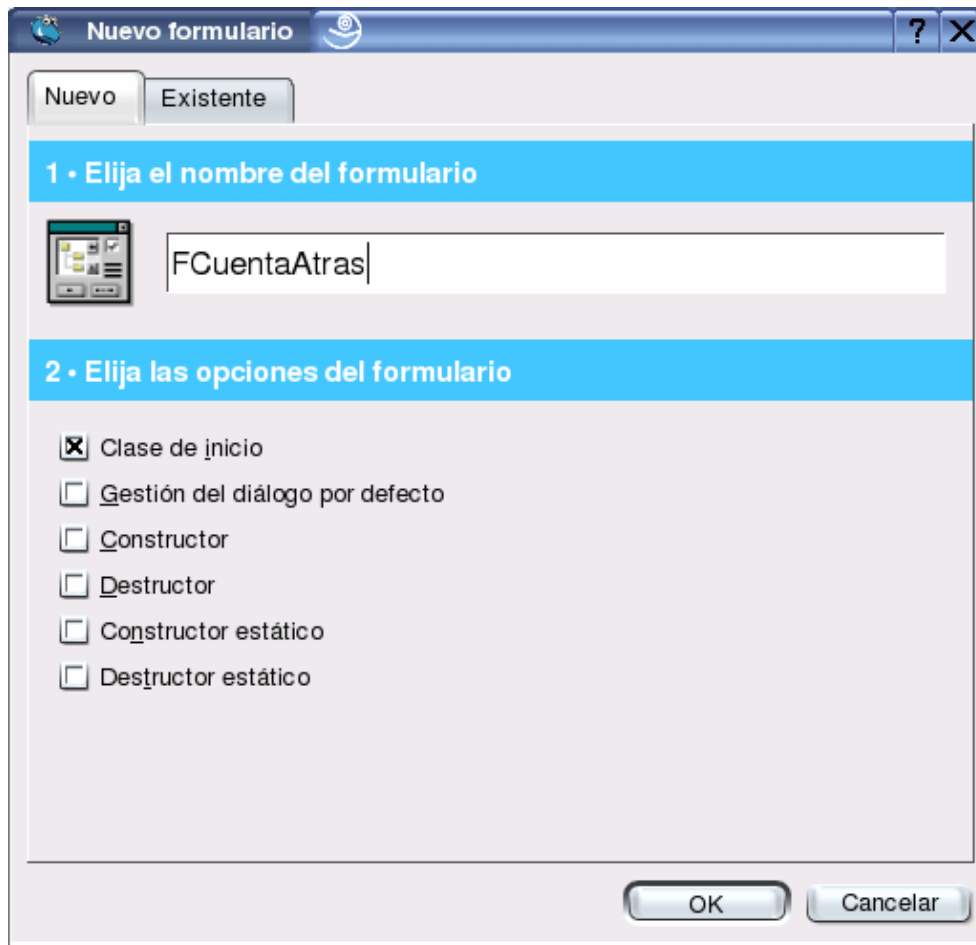 Nuevo formulario
Nuevo
Existente
1 • Elija el nombre del formulario
FCuentaAtras
2 • Elija las opciones del formulario
Clase de inicio
Gestión del diálogo por defecto
Constructor
Destructor
Constructor estático
Destructor estático
OK
Cancelar